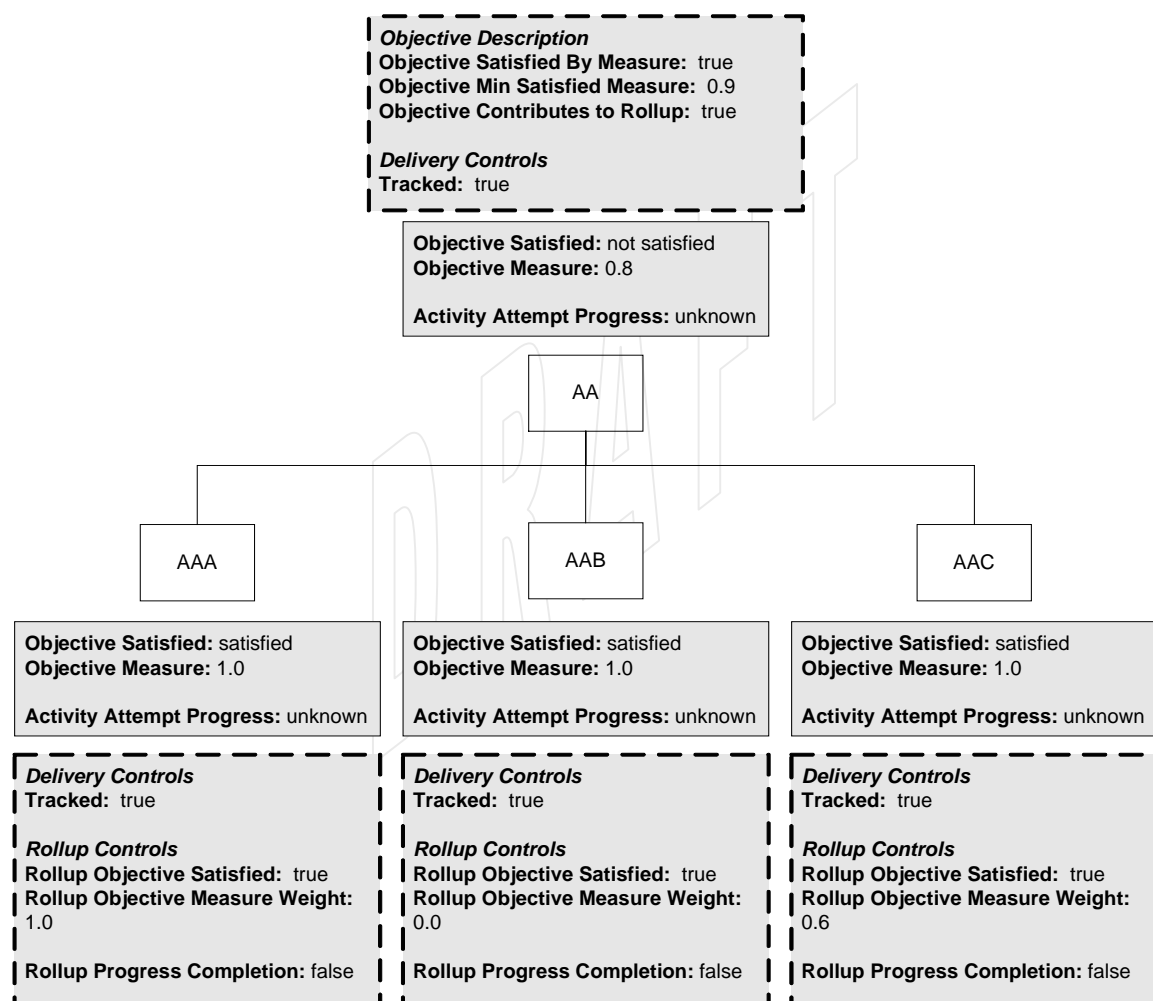 Objective Description
Objective Satisfied By Measure: true
Objective Min Satisfied Measure: 0.9
Objective Contributes to Rollup: true
Delivery Controls
Tracked: true
Objective Satisfied: not satisfied
Objective Measure: 0.8
Activity Attempt Progress: unknown
DRAFT
AA
AAA
AAB
AAC
Objective Satisfied: satisfied
Objective Measure: 1.0
Activity Attempt Progress: unknown
Objective Satisfied: satisfied
Objective Measure: 1.0
Activity Attempt Progress: unknown
Objective Satisfied: satisfied
Objective Measure: 1.0
Activity Attempt Progress: unknown
Delivery Controls
Tracked: true
Rollup Controls
Rollup Objective Satisfied: true
Rollup Objective Measure Weight:
1.0
Rollup Progress Completion: false
Delivery Controls
Tracked: true
Rollup Controls
Rollup Objective Satisfied: true
Rollup Objective Measure Weight:
0.0
Rollup Progress Completion: false
Delivery Controls
Tracked: true
Rollup Controls
Rollup Objective Satisfied: true
Rollup Objective Measure Weight:
0.6
Rollup Progress Completion: false